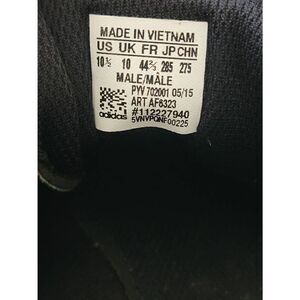 MADE IN VIETNAM
US UK FR JP CHN
10½ 10 44⅔ 285 275
MALE/MÂLE
PYV 702001 05/15
ART AF6323
#112227940
adidas 5VNVPQNF00225